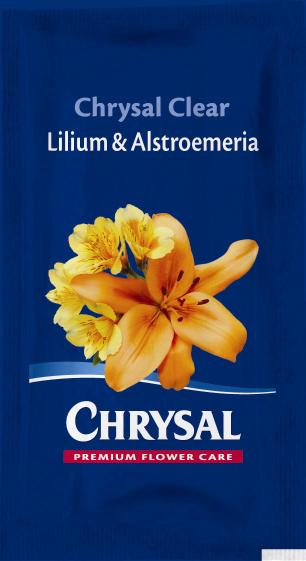 Chrysal Clear
Lilium & Alstroemeria
CHRYSAL
PREMIUM FLOWER CARE